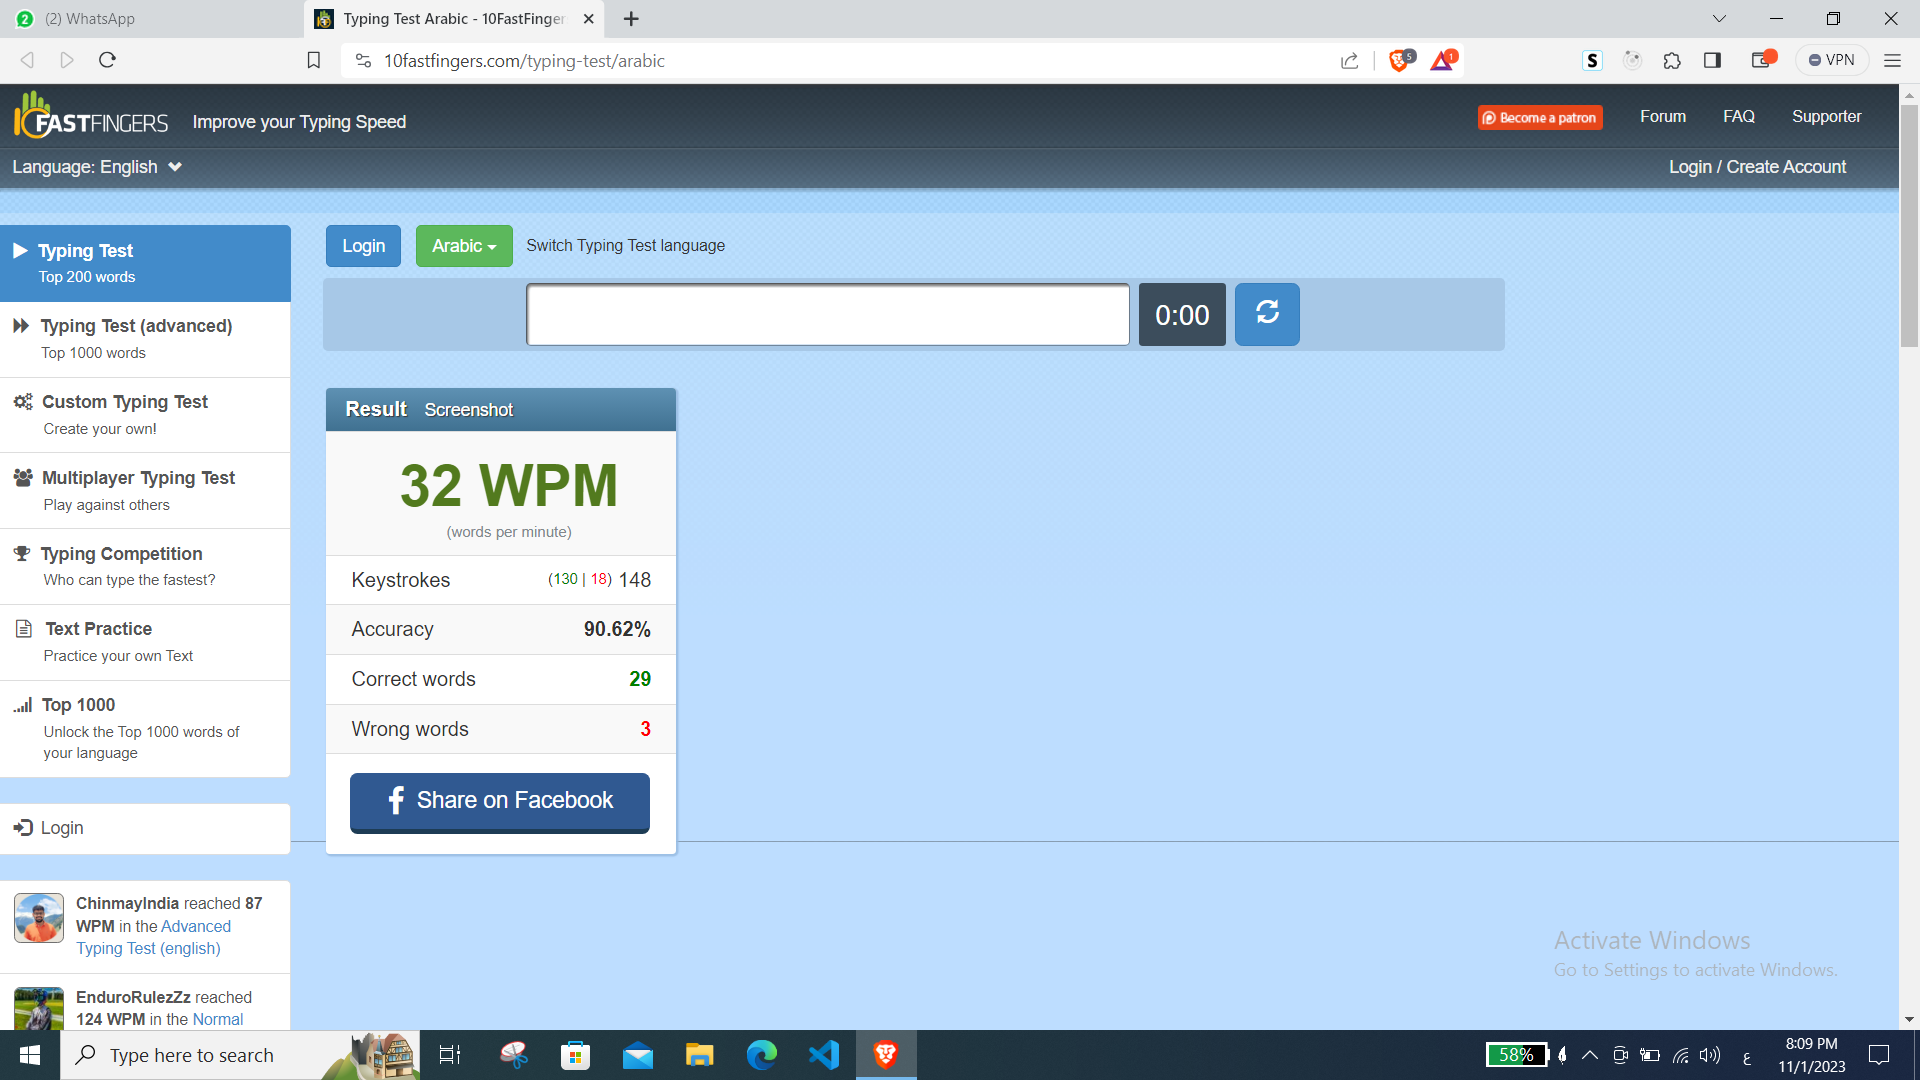 (2) WhatsApp
Typing Test Arabic - 10FastFinger
10fastfingers.com/typing-test/arabic
5
1
VPN
FASTFINGERS Improve your Typing Speed
Become a patron
Forum FAQ Supporter
Language: English
Login / Create Account
Typing Test
Top 200 words
Typing Test (advanced)
Top 1000 words
Custom Typing Test
Create your own!
Multiplayer Typing Test
Play against others
Typing Competition
Who can type the fastest?
Text Practice
Practice your own Text
Top 1000
Unlock the Top 1000 words of
your language
Login
ChinmayIndia reached 87
WPM in the Advanced
Typing Test (english)
EnduroRulezZz reached
124 WPM in the Normal
Login Arabic Switch Typing Test language
0:00
Result Screenshot
32 WPM
(words per minute)
Keystrokes (130 | 18) 148
Accuracy 90.62%
Correct words 29
Wrong words 3
Share on Facebook
Activate Windows
Go to Settings to activate Windows.
Type here to search
58%
ع
8:09 PM
11/1/2023